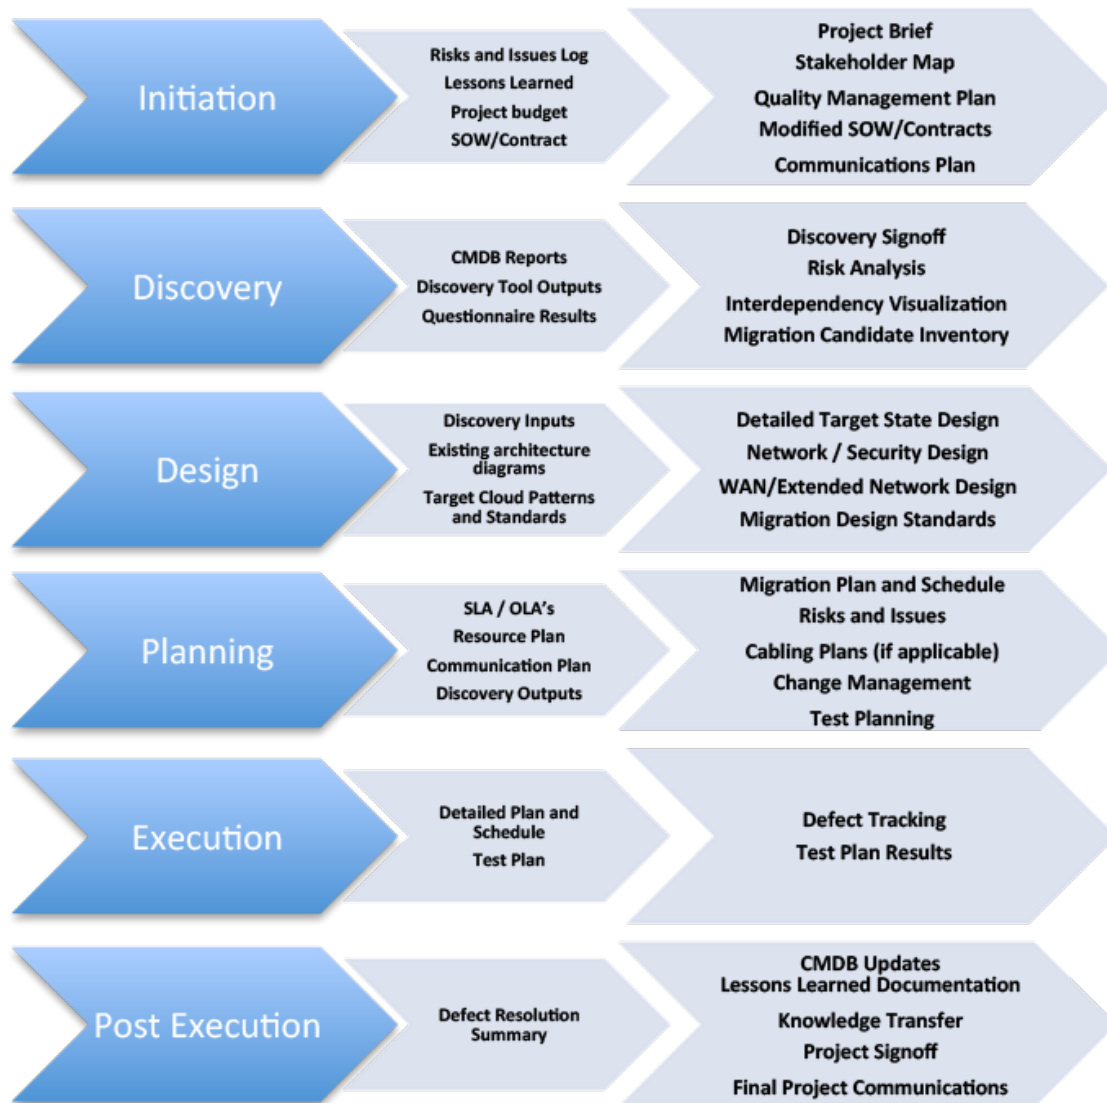 Initiation
Risks and Issues Log
Lessons Learned
Project budget
SOW/Contract
Project Brief
Stakeholder Map
Quality Management Plan
Modified SOW/Contracts
Communications Plan
Discovery
CMDB Reports
Discovery Tool Outputs
Questionnaire Results
Discovery Signoff
Risk Analysis
Interdependency Visualization
Migration Candidate Inventory
Design
Discovery Inputs
Existing architecture
diagrams
Target Cloud Patterns
and Standards
Detailed Target State Design
Network / Security Design
WAN/Extended Network Design
Migration Design Standards
Planning
SLA / OLA's
Resource Plan
Communication Plan
Discovery Outputs
Migration Plan and Schedule
Risks and Issues
Cabling Plans (if applicable)
Change Management
Test Planning
Execution
Detailed Plan and
Schedule
Test Plan
Defect Tracking
Test Plan Results
Post Execution
Defect Resolution
Summary
CMDB Updates
Lessons Learned Documentation
Knowledge Transfer
Project Signoff
Final Project Communications